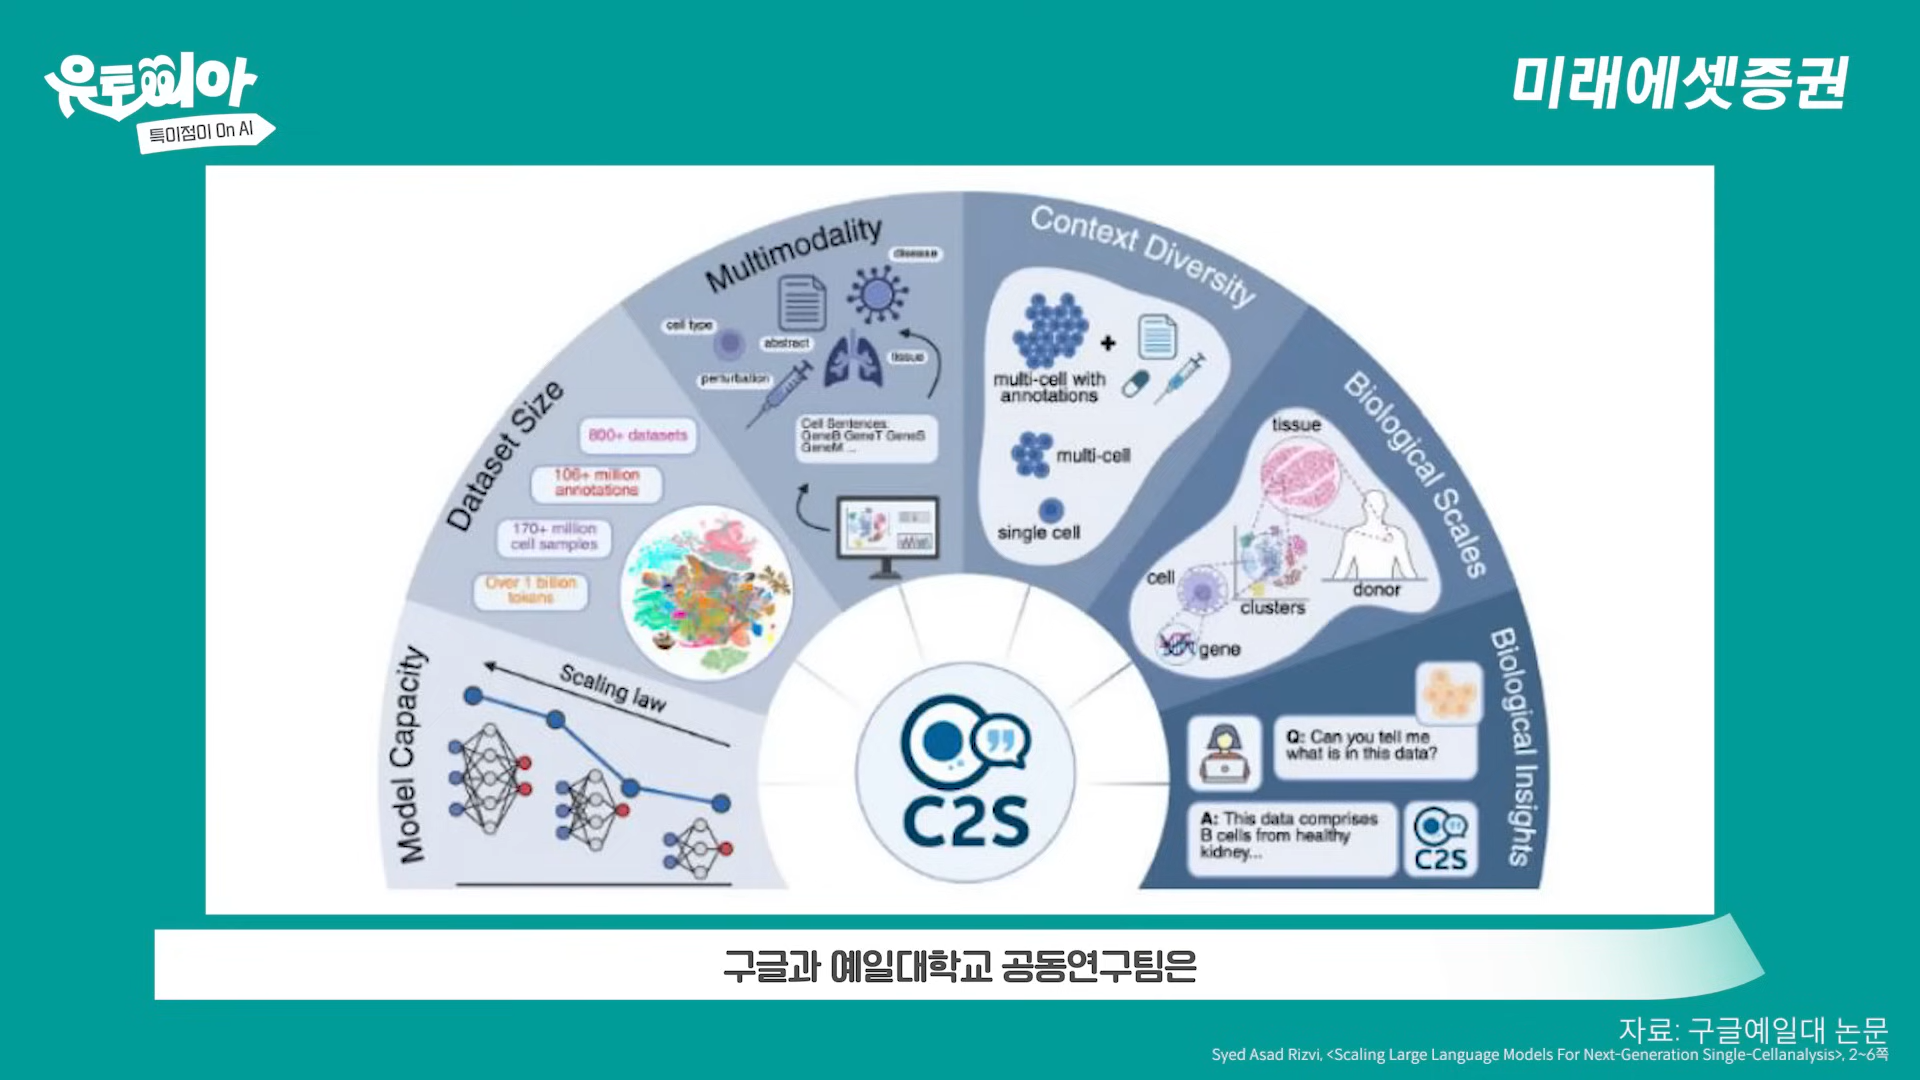 유토피아
특이점이 On AI
미래에셋증권
Model Capacity
Scaling law
Dataset Size
800+ datasets
106+ million
annotations
170+ million
cell samples
Over 1 billion
tokens
Multimodality
disease
cell type
abstract
tissue
perturbation
Cell Sentences:
GeneB GeneT GeneS
GeneM ...
Context Diversity
+
multi-cell with
annotations
multi-cell
single cell
Biological Scales
tissue
cell
clusters
donor
gene
Biological Insights
Q: Can you tell me
what is in this data?
A: This data comprises
B cells from healthy
kidney...
C2S
C2S
구글과 예일대학교 공동연구팀은
자료: 구글예일대 논문
Syed Asad Rizvi, <Scaling Large Language Models For Next-Generation Single-Cellanalysis>, 2~6쪽